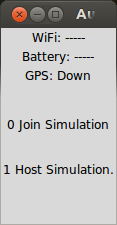 Au
WiFi: -----
Battery: -----
GPS: Down
0 Join Simulation
1 Host Simulation.